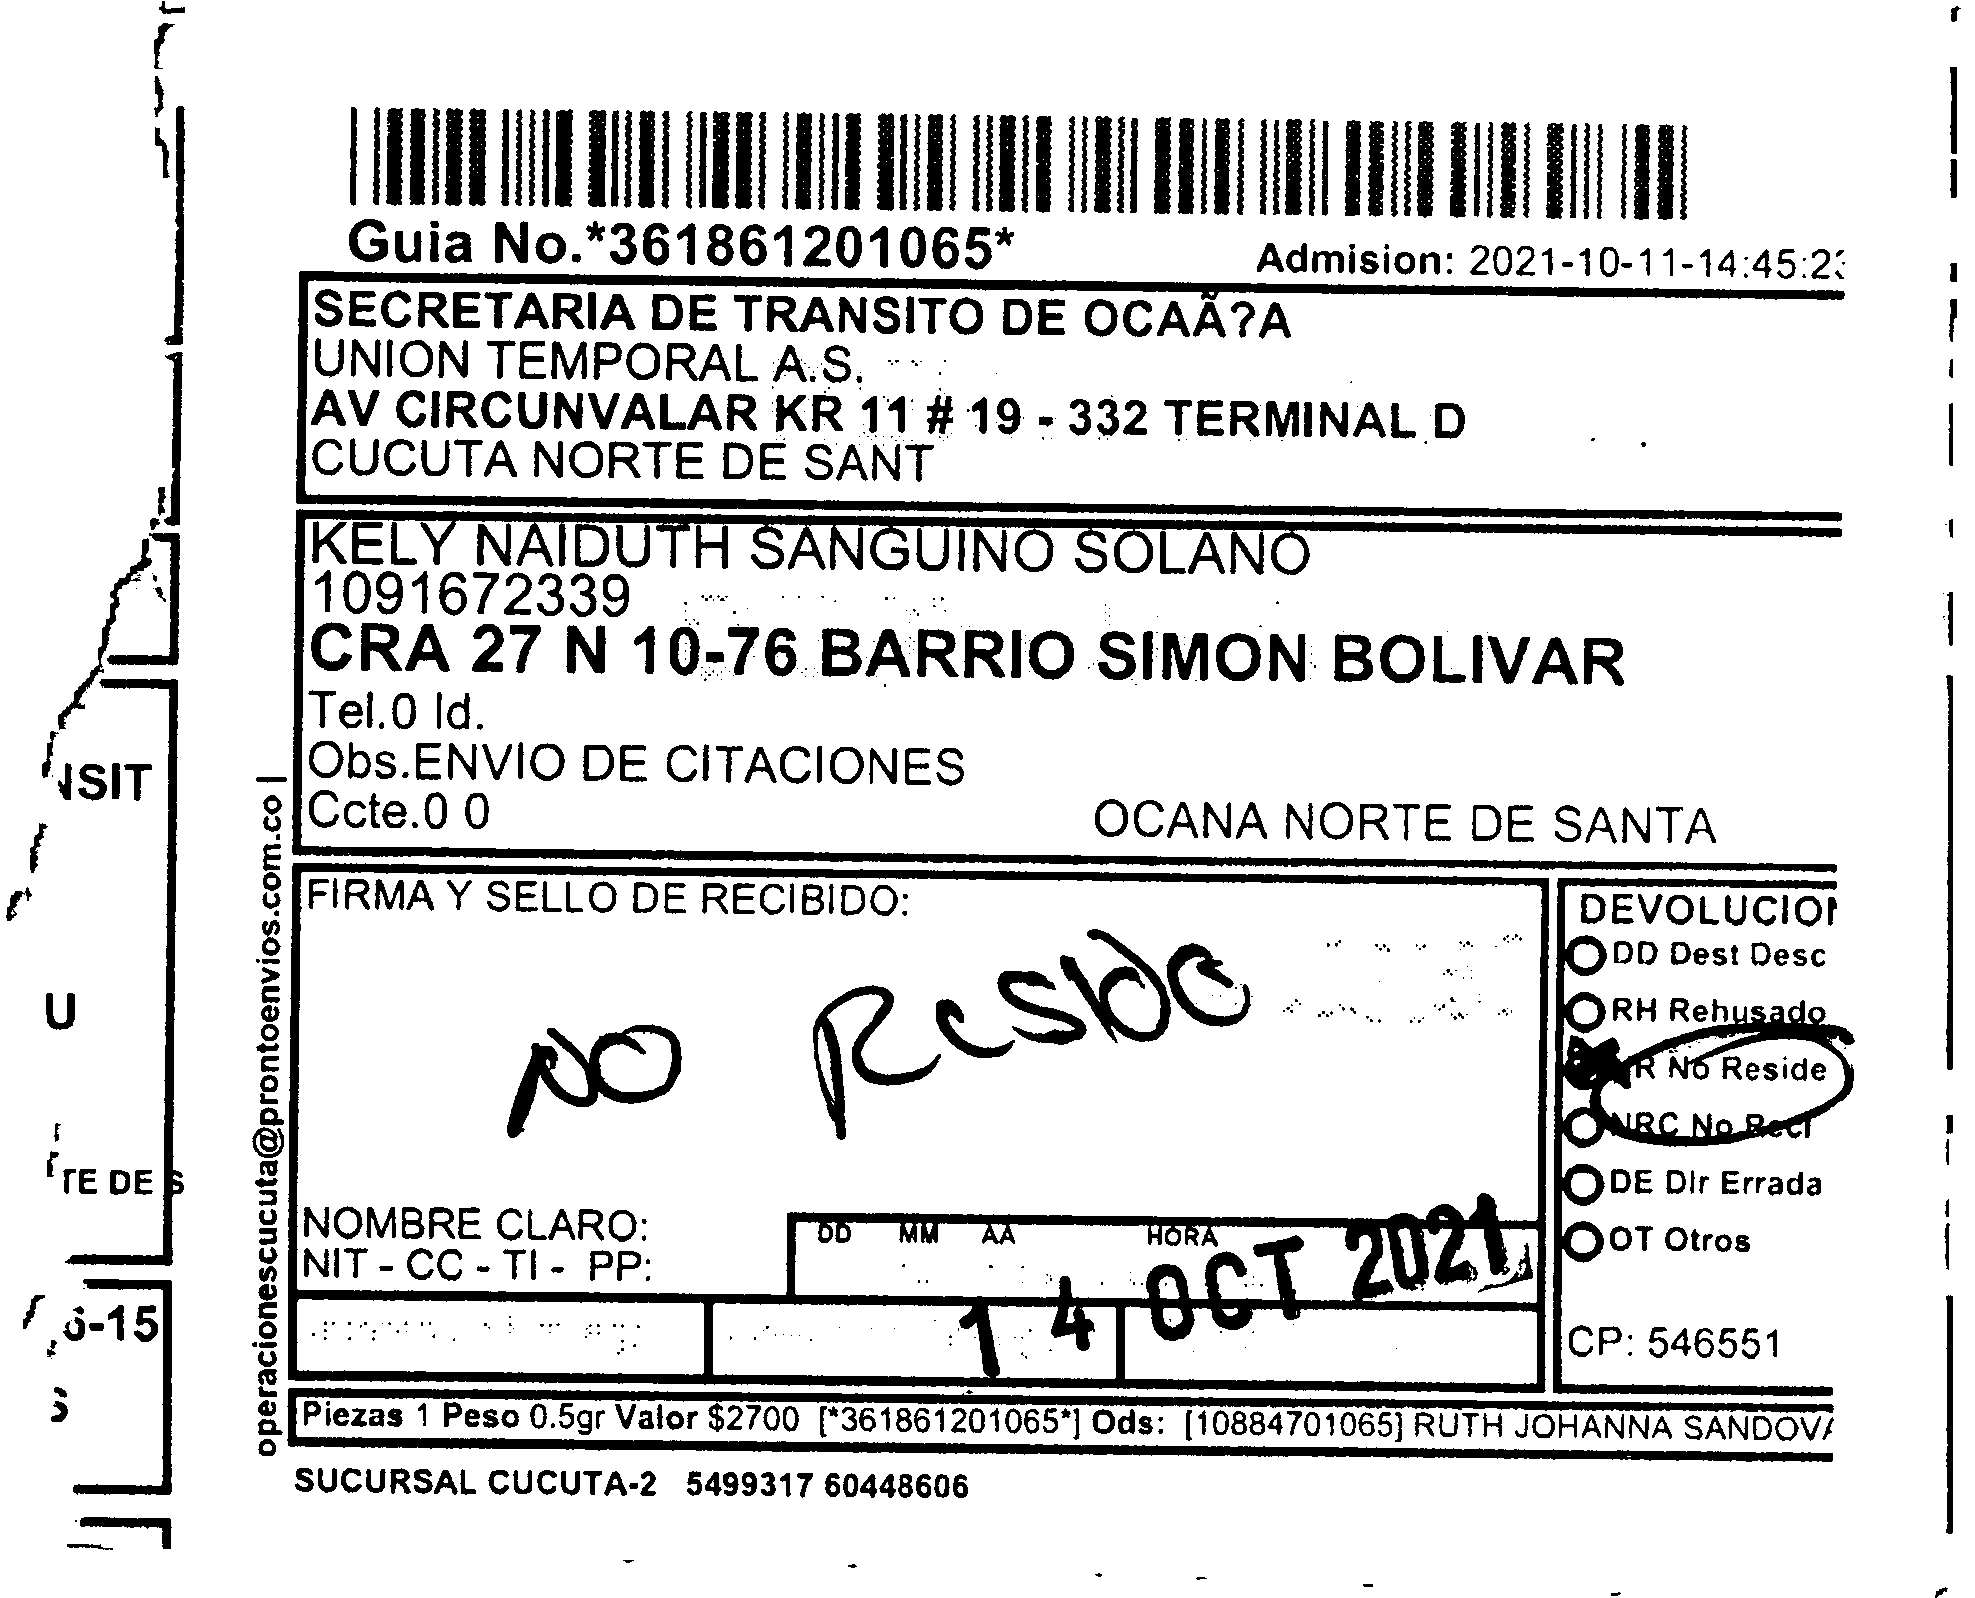 Guia No.*361861201065*
Admision: 2021-10-11-14:45:23
SECRETARIA DE TRANSITO DE OCAÃ?A
UNION TEMPORAL A.S.
AV CIRCUNVALAR KR 11 # 19 - 332 TERMINAL D
CUCUTA NORTE DE SANT
KELY NAIDUTH SANGUINO SOLANO
1091672339
CRA 27 N 10-76 BARRIO SIMON BOLIVAR
Tel.0 Id.
Obs.ENVIO DE CITACIONES
Ccte.0 0
OCANA NORTE DE SANTA
operacionescucuta@prontoenvios.com.co |
FIRMA Y SELLO DE RECIBIDO:
NO Reside
NOMBRE CLARO:
NIT - CC - TI - PP:
DD MM AA HORA
14 OCT 2021
DEVOLUCION
DD Dest Desc
RH Rehusado
R No Reside
NRC No Recl
DE DIr Errada
OT Otros
CP: 546551
Piezas 1 Peso 0.5gr Valor $2700 [*361861201065*] Ods: [10884701065] RUTH JOHANNA SANDOVA
SUCURSAL CUCUTA-2 5499317 60448606
NSIT
U
TE DE S
6-15
S